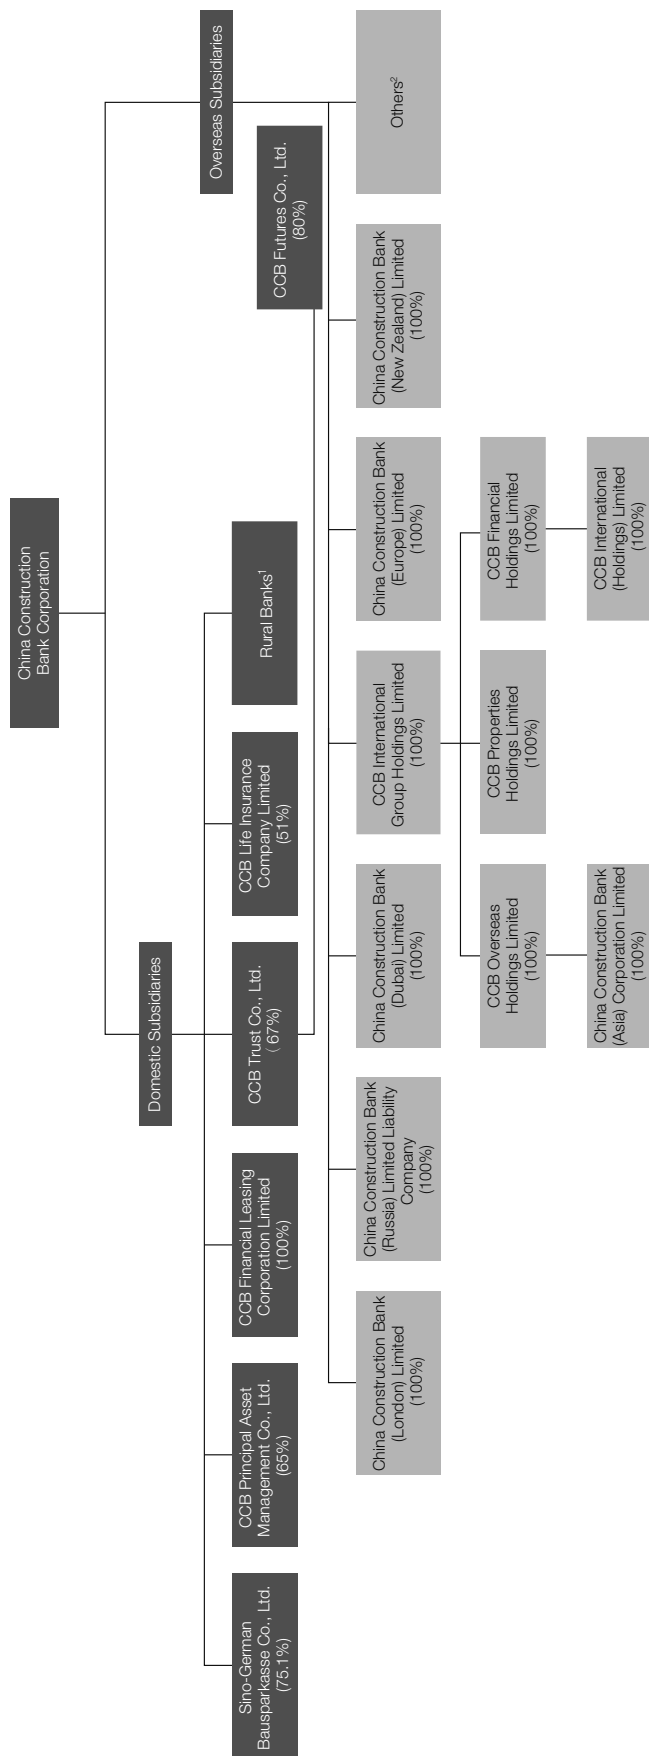 China Construction
Bank Corporation
Domestic Subsidiaries
Overseas Subsidiaries
Sino-German
Bausparkasse Co., Ltd.
(75.1%)
CCB Principal Asset
Management Co., Ltd.
(65%)
CCB Financial Leasing
Corporation Limited
(100%)
CCB Trust Co., Ltd.
(67%)
CCB Life Insurance
Company Limited
(51%)
Rural Banks¹
CCB Futures Co., Ltd.
(80%)
China Construction Bank
(London) Limited
(100%)
China Construction Bank
(Russia) Limited Liability
Company
(100%)
China Construction Bank
(Dubai) Limited
(100%)
CCB International
Group Holdings Limited
(100%)
China Construction Bank
(Europe) Limited
(100%)
China Construction Bank
(New Zealand) Limited
(100%)
Others²
CCB Overseas
Holdings Limited
(100%)
CCB Properties
Holdings Limited
(100%)
CCB Financial
Holdings Limited
(100%)
China Construction Bank
(Asia) Corporation Limited
(100%)
CCB International
(Holdings) Limited
(100%)